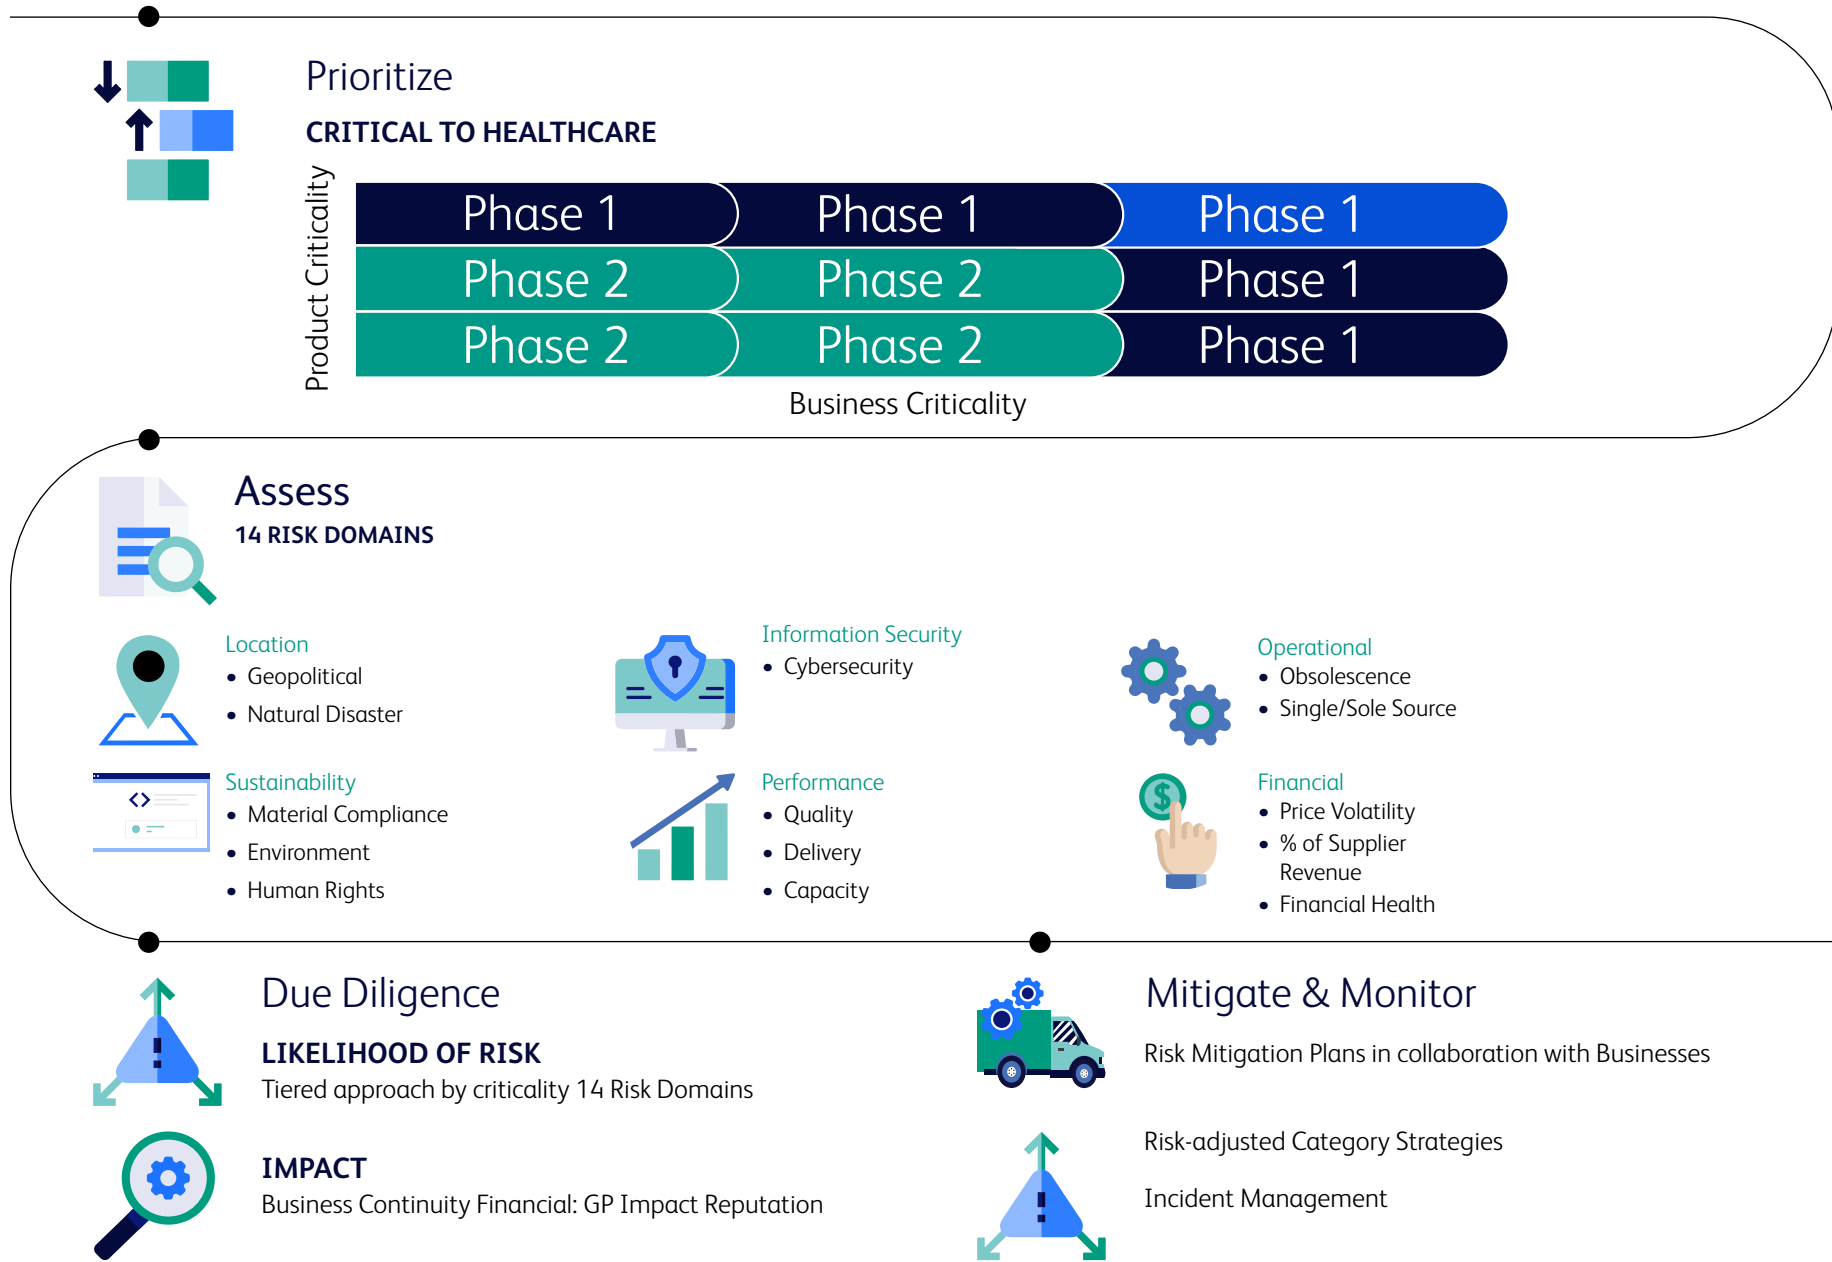 Prioritize
CRITICAL TO HEALTHCARE
Product Criticality
Phase 1 Phase 1 Phase 1
Phase 2 Phase 2 Phase 1
Phase 2 Phase 2 Phase 1
Business Criticality
Assess
14 RISK DOMAINS
Location
• Geopolitical
• Natural Disaster
Information Security
• Cybersecurity
Operational
• Obsolescence
• Single/Sole Source
Sustainability
• Material Compliance
• Environment
• Human Rights
Performance
• Quality
• Delivery
• Capacity
Financial
• Price Volatility
• % of Supplier
Revenue
• Financial Health
Due Diligence
LIKELIHOOD OF RISK
Tiered approach by criticality 14 Risk Domains
IMPACT
Business Continuity Financial: GP Impact Reputation
Mitigate & Monitor
Risk Mitigation Plans in collaboration with Businesses
Risk-adjusted Category Strategies
Incident Management